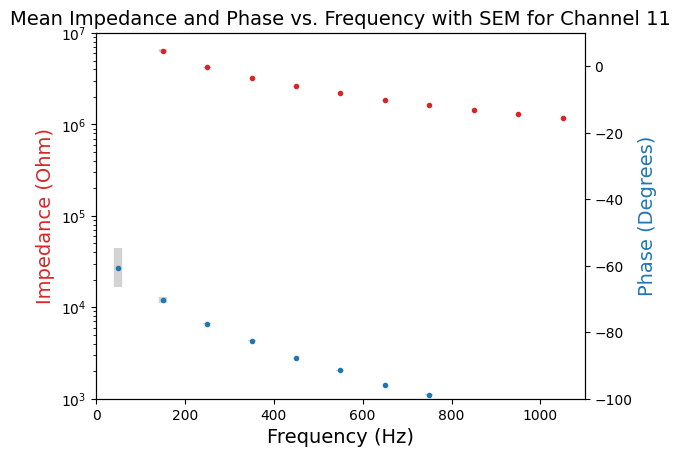 Mean Impedance and Phase vs. Frequency with SEM for Channel 11
10⁷
10⁶
10⁵
10⁴
10³
Impedance (Ohm)
0
−20
−40
−60
−80
−100
Phase (Degrees)
0 200 400 600 800 1000
Frequency (Hz)